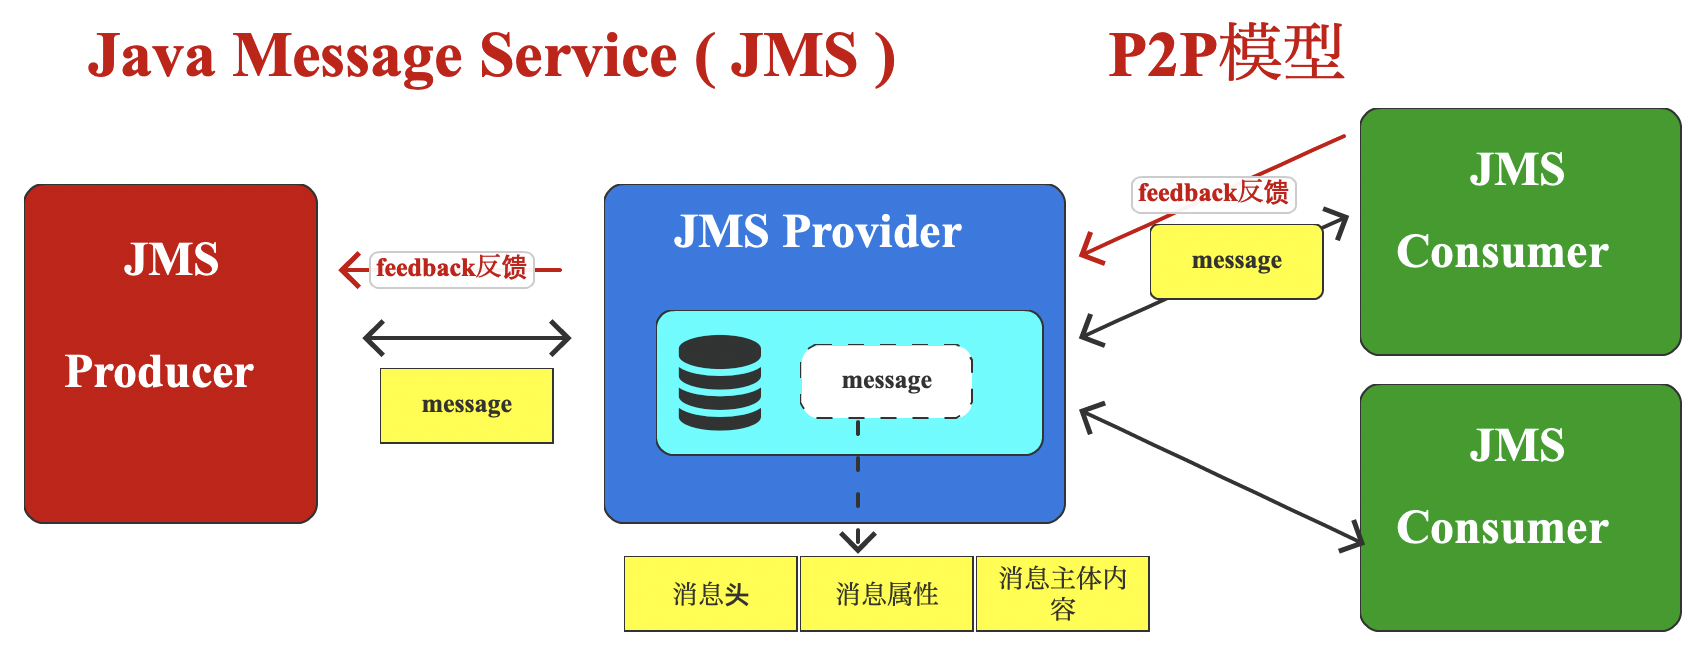 Java Message Service ( JMS )
P2P模型
JMS
Producer
feedback反馈
message
JMS Provider
message
消息头
消息属性
消息主体内
容
feedback反馈
message
JMS
Consumer
JMS
Consumer